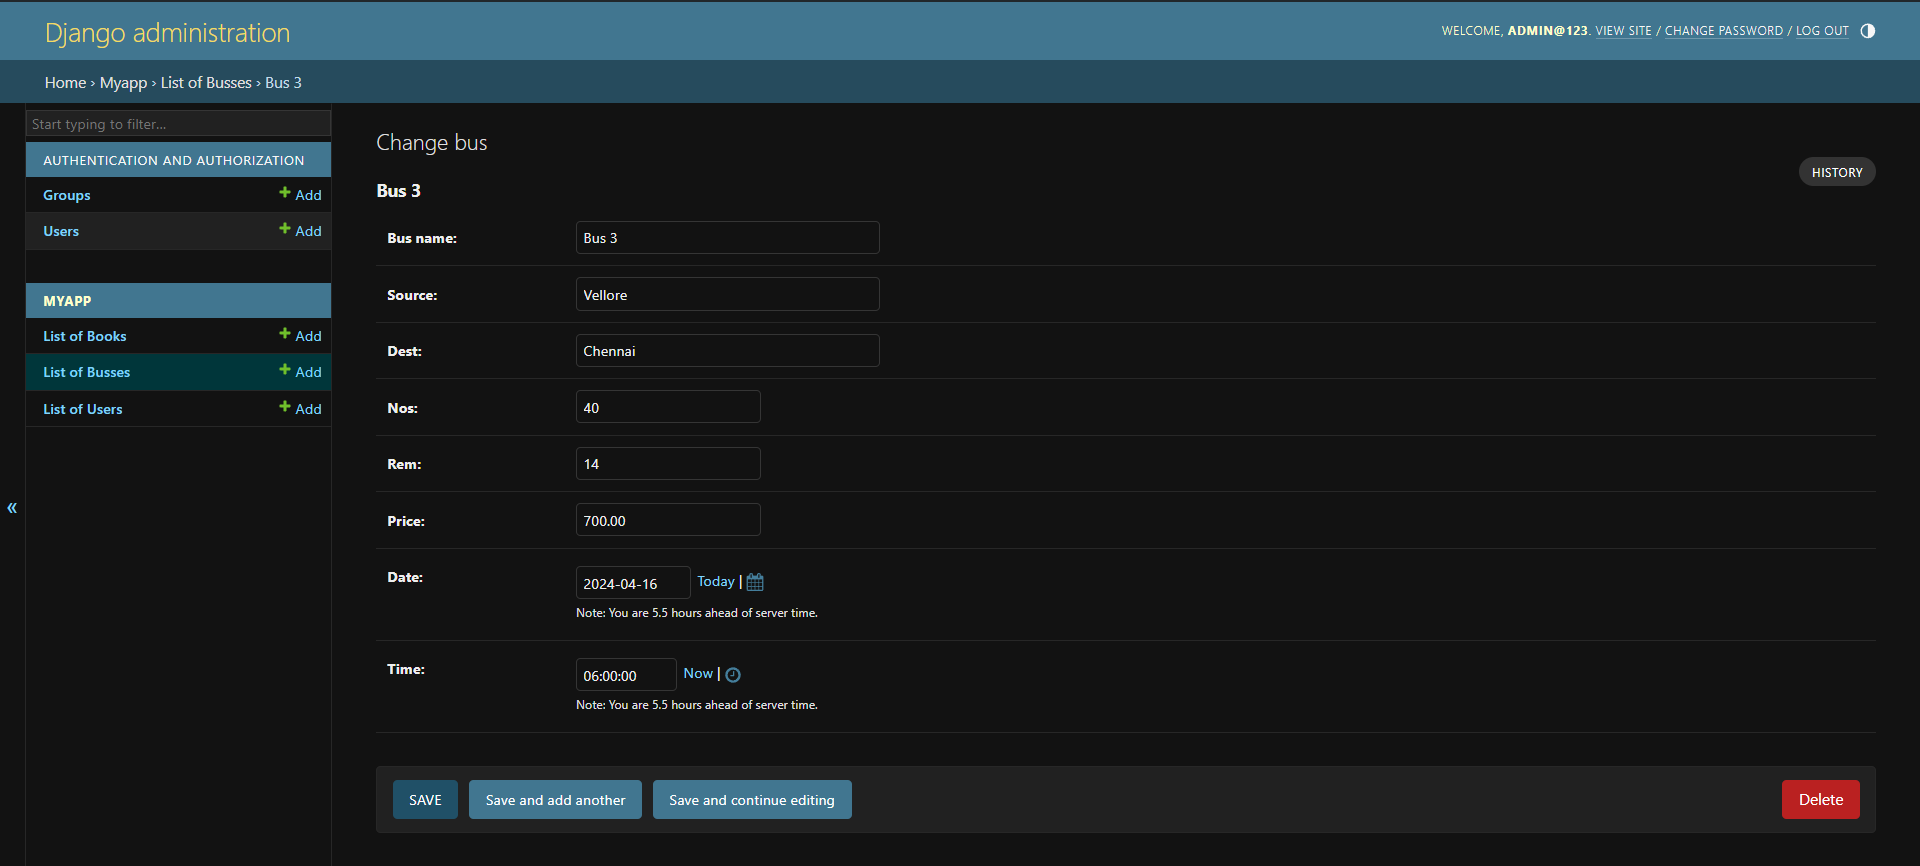 Django administration
WELCOME, ADMIN@123. VIEW SITE / CHANGE PASSWORD / LOG OUT
Home › Myapp › List of Busses › Bus 3
Start typing to filter...
AUTHENTICATION AND AUTHORIZATION
Groups + Add
Users + Add
MYAPP
List of Books + Add
List of Busses + Add
List of Users + Add
«
Change bus
HISTORY
Bus 3
Bus name: Bus 3
Source: Vellore
Dest: Chennai
Nos: 40
Rem: 14
Price: 700.00
Date: 2024-04-16 Today |
Note: You are 5.5 hours ahead of server time.
Time: 06:00:00 Now |
Note: You are 5.5 hours ahead of server time.
SAVE Save and add another Save and continue editing Delete